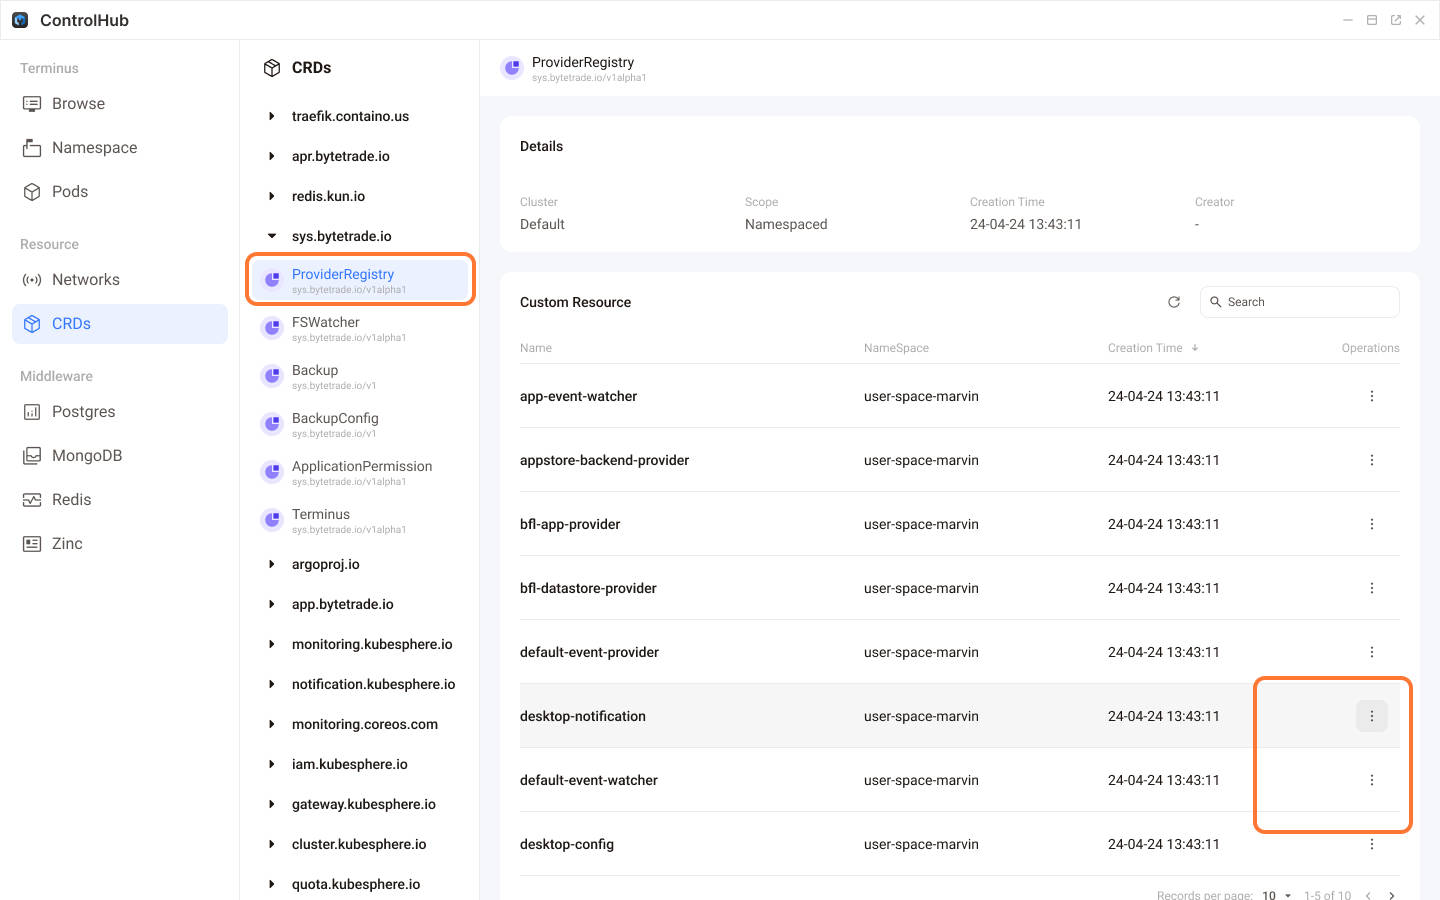 ControlHub
Terminus
Browse
Namespace
Pods
Resource
Networks
CRDs
Middleware
Postgres
MongoDB
Redis
Zinc
CRDs
traefik.containo.us
apr.bytetrade.io
redis.kun.io
sys.bytetrade.io
ProviderRegistry
sys.bytetrade.io/v1alpha1
FSWatcher
sys.bytetrade.io/v1alpha1
Backup
sys.bytetrade.io/v1
BackupConfig
sys.bytetrade.io/v1
ApplicationPermission
sys.bytetrade.io/v1alpha1
Terminus
sys.bytetrade.io/v1alpha1
argoproj.io
app.bytetrade.io
monitoring.kubesphere.io
notification.kubesphere.io
monitoring.coreos.com
iam.kubesphere.io
gateway.kubesphere.io
cluster.kubesphere.io
quota.kubesphere.io
ProviderRegistry
sys.bytetrade.io/v1alpha1
Details
Cluster Scope Creation Time Creator
Default Namespaced 24-04-24 13:43:11 -
Custom Resource Search
Name NameSpace Creation Time Operations
app-event-watcher user-space-marvin 24-04-24 13:43:11
appstore-backend-provider user-space-marvin 24-04-24 13:43:11
bfl-app-provider user-space-marvin 24-04-24 13:43:11
bfl-datastore-provider user-space-marvin 24-04-24 13:43:11
default-event-provider user-space-marvin 24-04-24 13:43:11
desktop-notification user-space-marvin 24-04-24 13:43:11
default-event-watcher user-space-marvin 24-04-24 13:43:11
desktop-config user-space-marvin 24-04-24 13:43:11
Records per page: 10 1-5 of 10